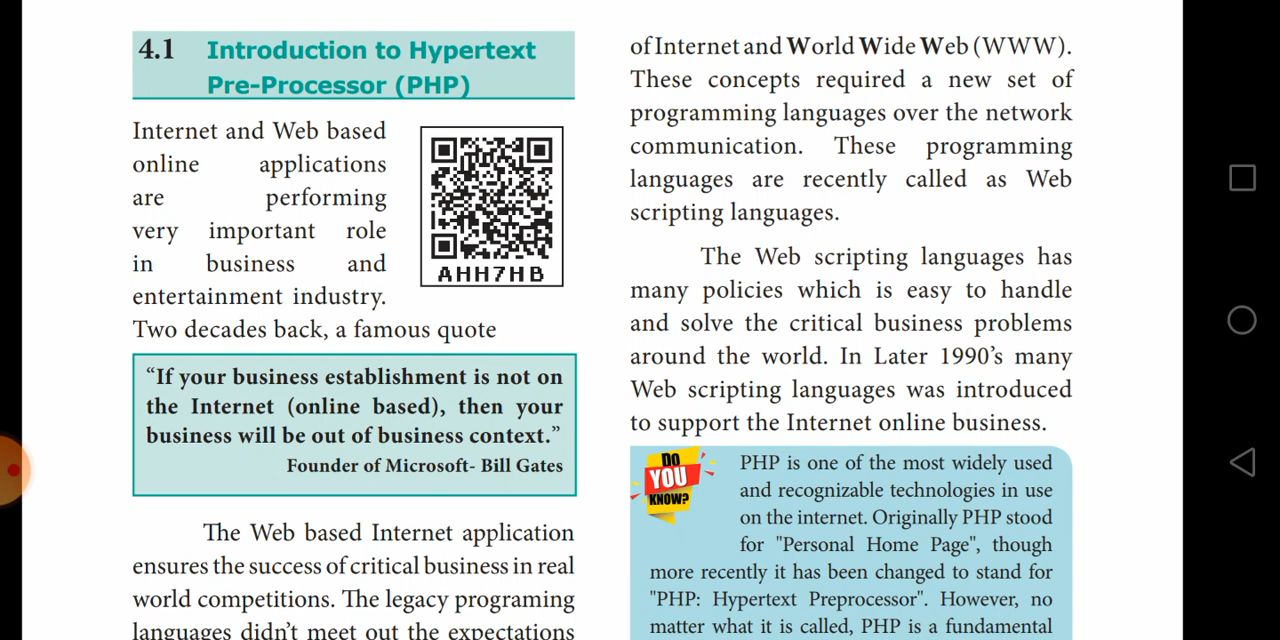 4.1 Introduction to Hypertext
Pre-Processor (PHP)
Internet and Web based
online applications
are performing
very important role
in business and
entertainment industry.
Two decades back, a famous quote
AHH7HB
“If your business establishment is not on
the Internet (online based), then your
business will be out of business context.”
Founder of Microsoft- Bill Gates
The Web based Internet application
ensures the success of critical business in real
world competitions. The legacy programing
languages didn’t meet out the expectations
of Internet and World Wide Web (WWW).
These concepts required a new set of
programming languages over the network
communication. These programming
languages are recently called as Web
scripting languages.
The Web scripting languages has
many policies which is easy to handle
and solve the critical business problems
around the world. In Later 1990’s many
Web scripting languages was introduced
to support the Internet online business.
DO
YOU
KNOW?
PHP is one of the most widely used
and recognizable technologies in use
on the internet. Originally PHP stood
for "Personal Home Page", though
more recently it has been changed to stand for
"PHP: Hypertext Preprocessor". However, no
matter what it is called, PHP is a fundamental